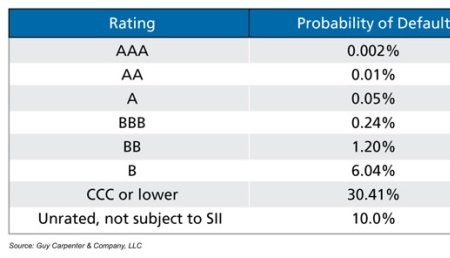 Rating Probability of Default
AAA 0.002%
AA 0.01%
A 0.05%
BBB 0.24%
BB 1.20%
B 6.04%
CCC or lower 30.41%
Unrated, not subject to SII 10.0%
Source: Guy Carpenter & Company, LLC